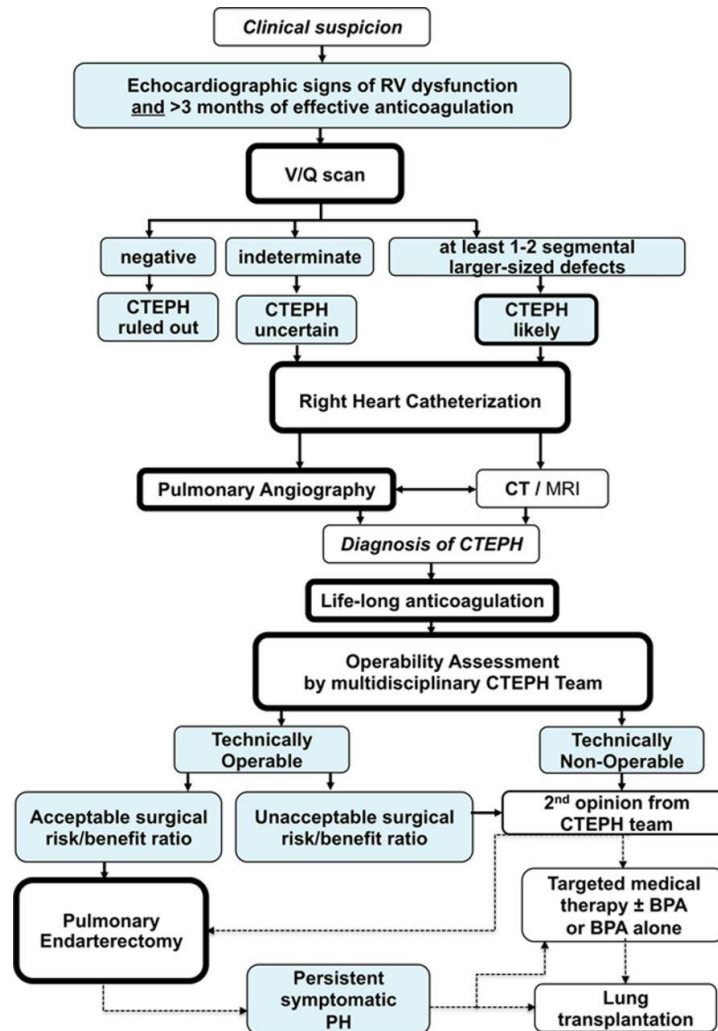 Clinical suspicion
Echocardiographic signs of RV dysfunction
and >3 months of effective anticoagulation
V/Q scan
negative
indeterminate
at least 1-2 segmental
larger-sized defects
CTEPH
ruled out
CTEPH
uncertain
CTEPH
likely
Right Heart Catheterization
Pulmonary Angiography
CT / MRI
Diagnosis of CTEPH
Life-long anticoagulation
Operability Assessment
by multidisciplinary CTEPH Team
Technically
Operable
Technically
Non-Operable
Acceptable surgical
risk/benefit ratio
Unacceptable surgical
risk/benefit ratio
2nd opinion from
CTEPH team
Pulmonary
Endarterectomy
Targeted medical
therapy ± BPA
or BPA alone
Persistent
symptomatic
PH
Lung
transplantation